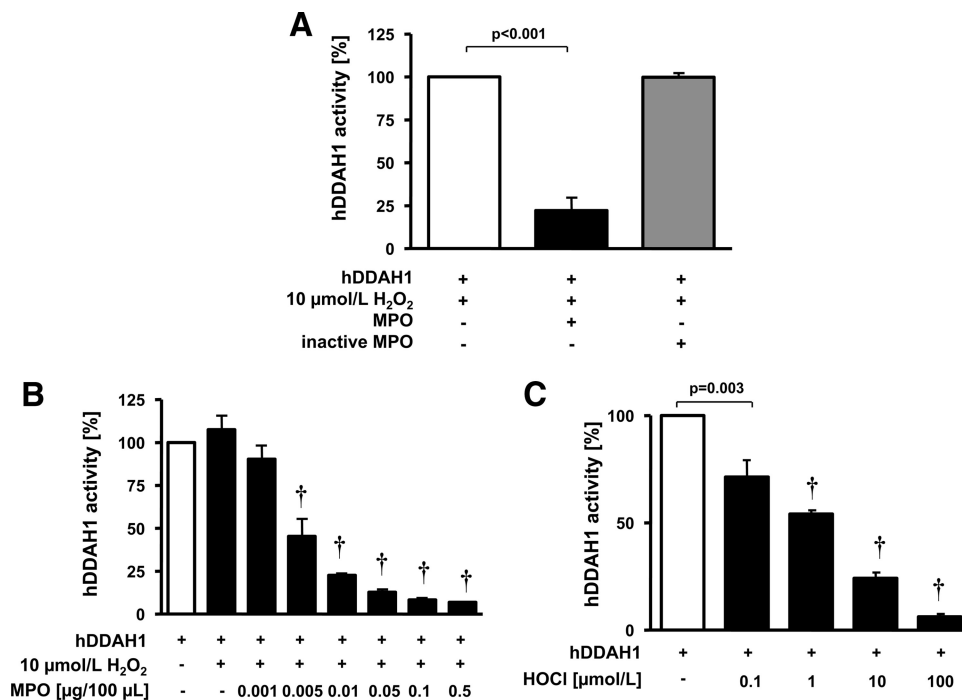 A
p<0.001
hDDAH1 activity [%]
125
100
75
50
25
0
hDDAH1 + + +
10 μmol/L H₂O₂ + + +
MPO - + -
inactive MPO - - +
B
hDDAH1 activity [%]
125
100
75
50
25
0
† † † † †
hDDAH1 + + + + + + + +
10 μmol/L H₂O₂ - + + + + + + +
MPO [μg/100 μL] - - 0.001 0.005 0.01 0.05 0.1 0.5
C
p=0.003
hDDAH1 activity [%]
100
50
0
† † †
hDDAH1 + + + + +
HOCl [μmol/L] - 0.1 1 10 100